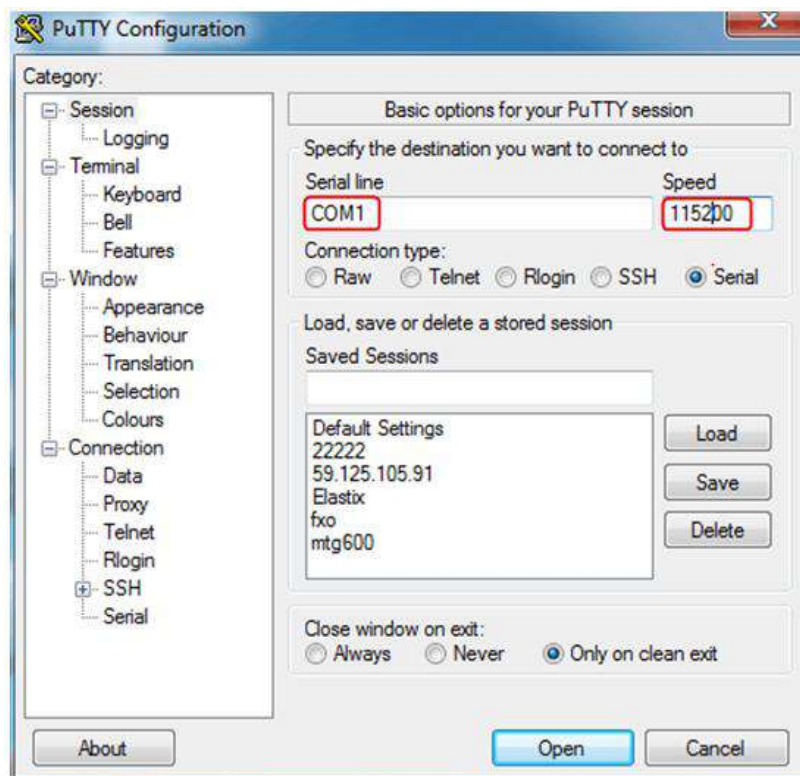 PuTTY Configuration
X
Category:
Session
Logging
Terminal
Keyboard
Bell
Features
Window
Appearance
Behaviour
Translation
Selection
Colours
Connection
Data
Proxy
Telnet
Rlogin
SSH
Serial
Basic options for your PuTTY session
Specify the destination you want to connect to
Serial line Speed
COM1 115200
Connection type:
Raw Telnet Rlogin SSH Serial
Load, save or delete a stored session
Saved Sessions
Default Settings
22222
59.125.105.91
Elastix
fxo
mtg600
Load
Save
Delete
Close window on exit:
Always Never Only on clean exit
About Open Cancel